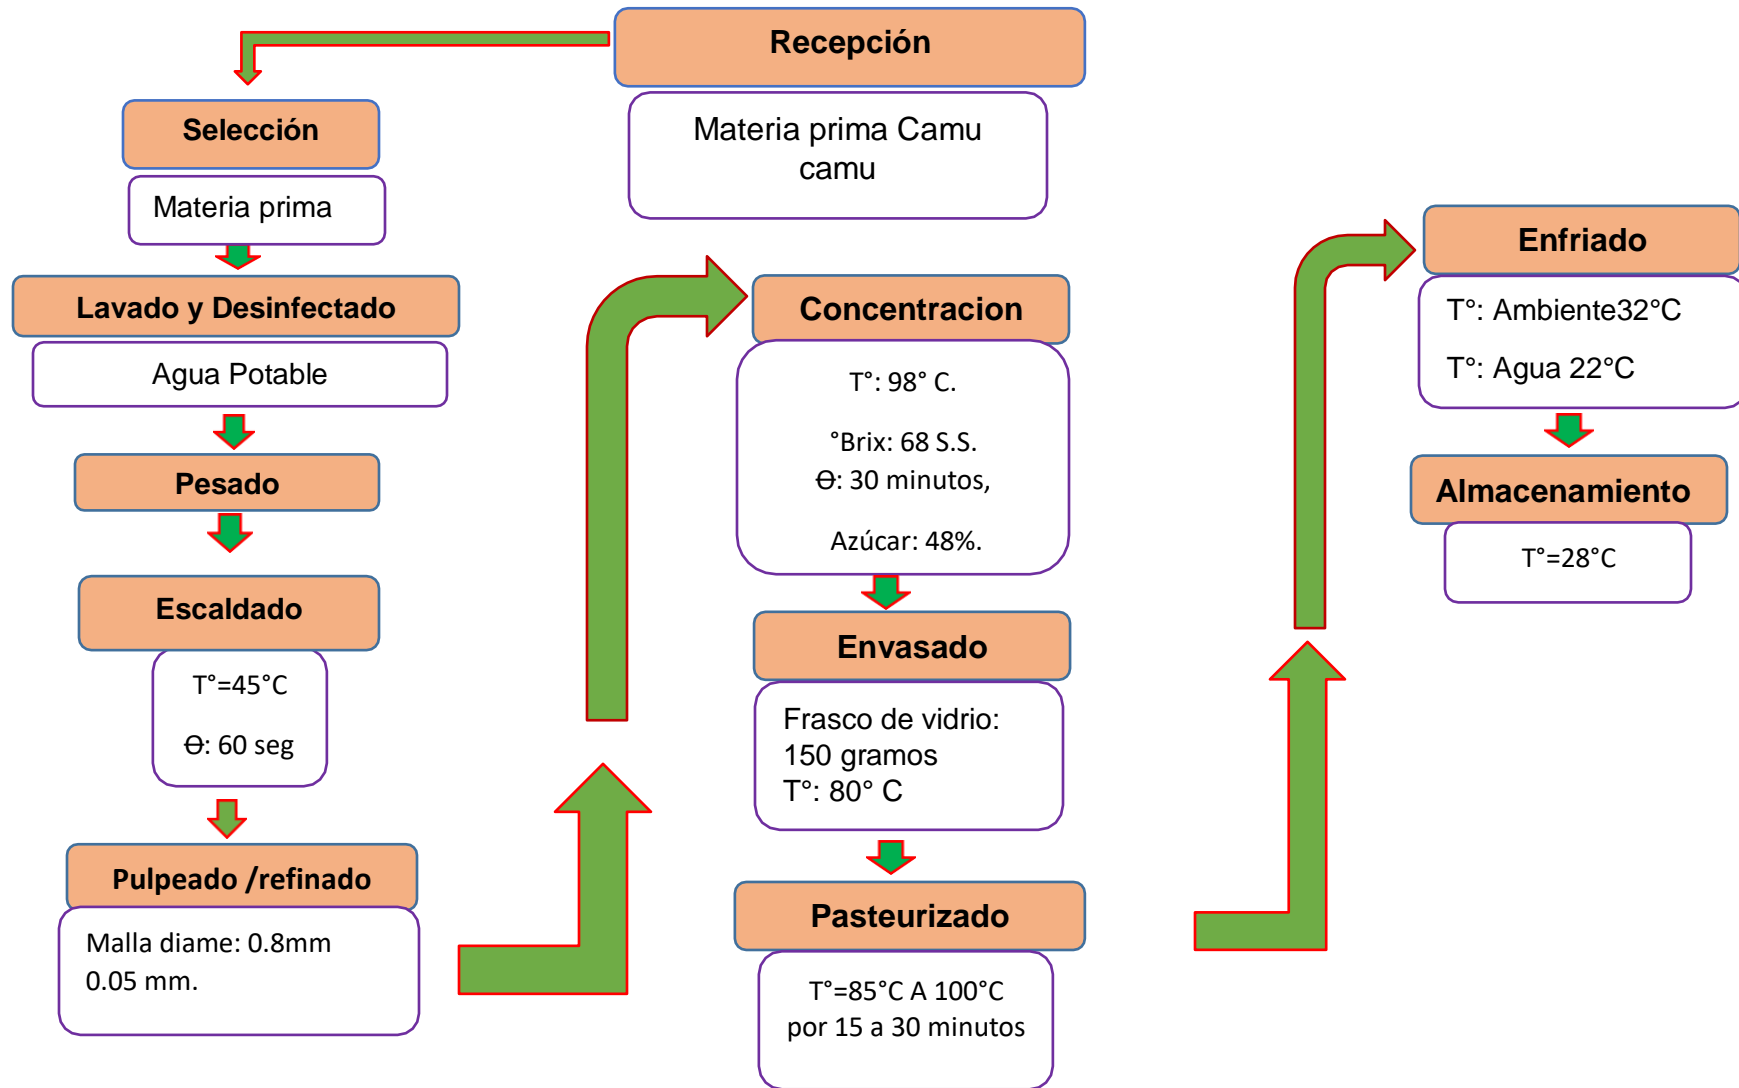 Recepción
Materia prima Camu
camu
Selección
Materia prima
Lavado y Desinfectado
Agua Potable
Pesado
Escaldado
T°=45°C
Ɵ: 60 seg
Pulpeado /refinado
Malla diame: 0.8mm
0.05 mm.
Concentracion
T°: 98° C.
°Brix: 68 S.S.
Ɵ: 30 minutos,
Azúcar: 48%.
Envasado
Frasco de vidrio:
150 gramos
T°: 80° C
Pasteurizado
T°=85°C A 100°C
por 15 a 30 minutos
Enfriado
T°: Ambiente32°C
T°: Agua 22°C
Almacenamiento
T°=28°C